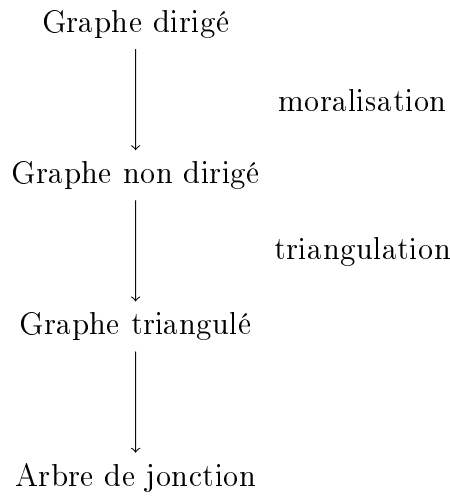 Graphe dirigé
moralisation
Graphe non dirigé
triangulation
Graphe triangulé
Arbre de jonction